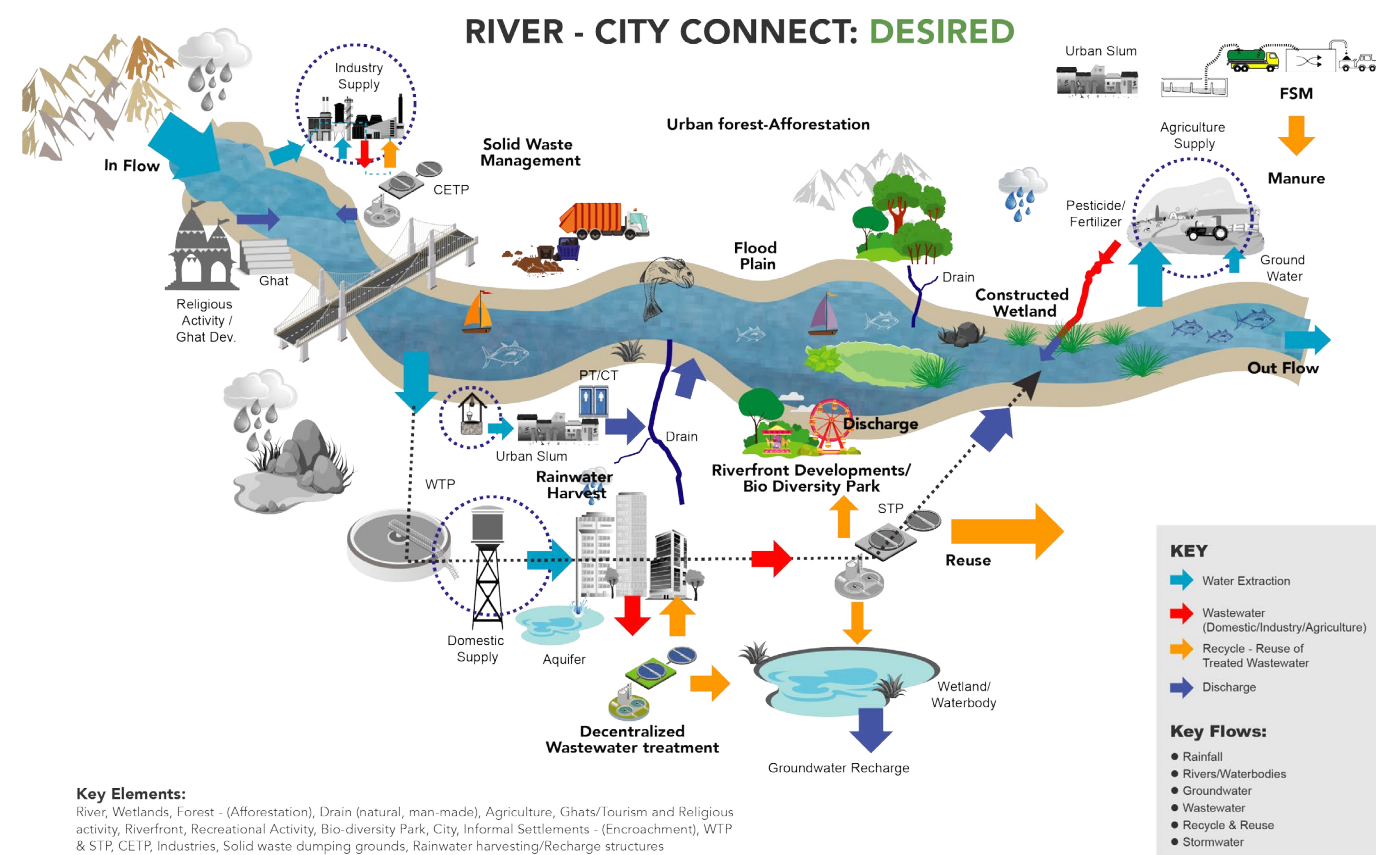 RIVER - CITY CONNECT: DESIRED
Urban Slum
FSM
Industry
Supply
Solid Waste
Management
Urban forest-Afforestation
Agriculture
Supply
Manure
In Flow
CETP
Pesticide/
Fertilizer
Flood
Plain
Ground
Water
Ghat
Religious
Activity /
Ghat Dev.
Drain
Constructed
Wetland
Out Flow
PT/CT
Discharge
Drain
Urban Slum
Rainwater
Harvest
Riverfront Developments/
Bio Diversity Park
WTP
STP
Reuse
Domestic
Supply
Aquifer
Wetland/
Waterbody
Decentralized
Wastewater treatment
Groundwater Recharge
KEY
Water Extraction
Wastewater
(Domestic/Industry/Agriculture)
Recycle - Reuse of
Treated Wastewater
Discharge
Key Flows:
● Rainfall
● Rivers/Waterbodies
● Groundwater
● Wastewater
● Recycle & Reuse
● Stormwater
Key Elements:
River, Wetlands, Forest - (Afforestation), Drain (natural, man-made), Agriculture, Ghats/Tourism and Religious
activity, Riverfront, Recreational Activity, Bio-diversity Park, City, Informal Settlements - (Encroachment), WTP
& STP, CETP, Industries, Solid waste dumping grounds, Rainwater harvesting/Recharge structures